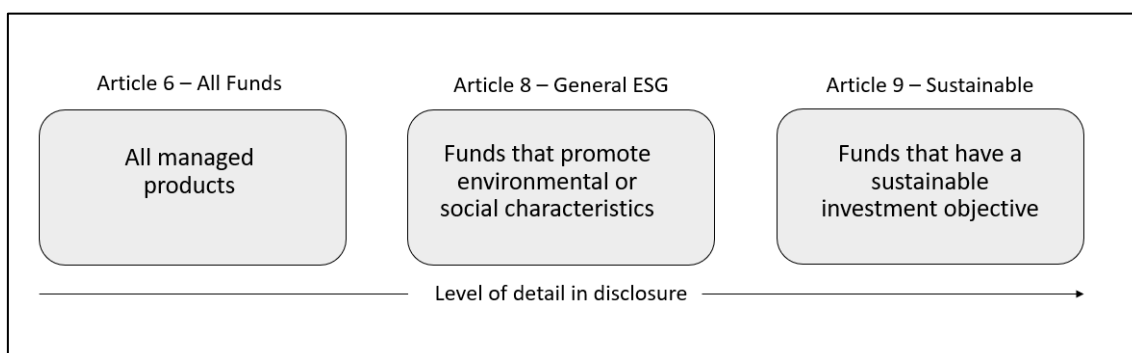 Article 6 – All Funds
All managed
products
Article 8 – General ESG
Funds that promote
environmental or
social characteristics
Article 9 – Sustainable
Funds that have a
sustainable
investment objective
Level of detail in disclosure